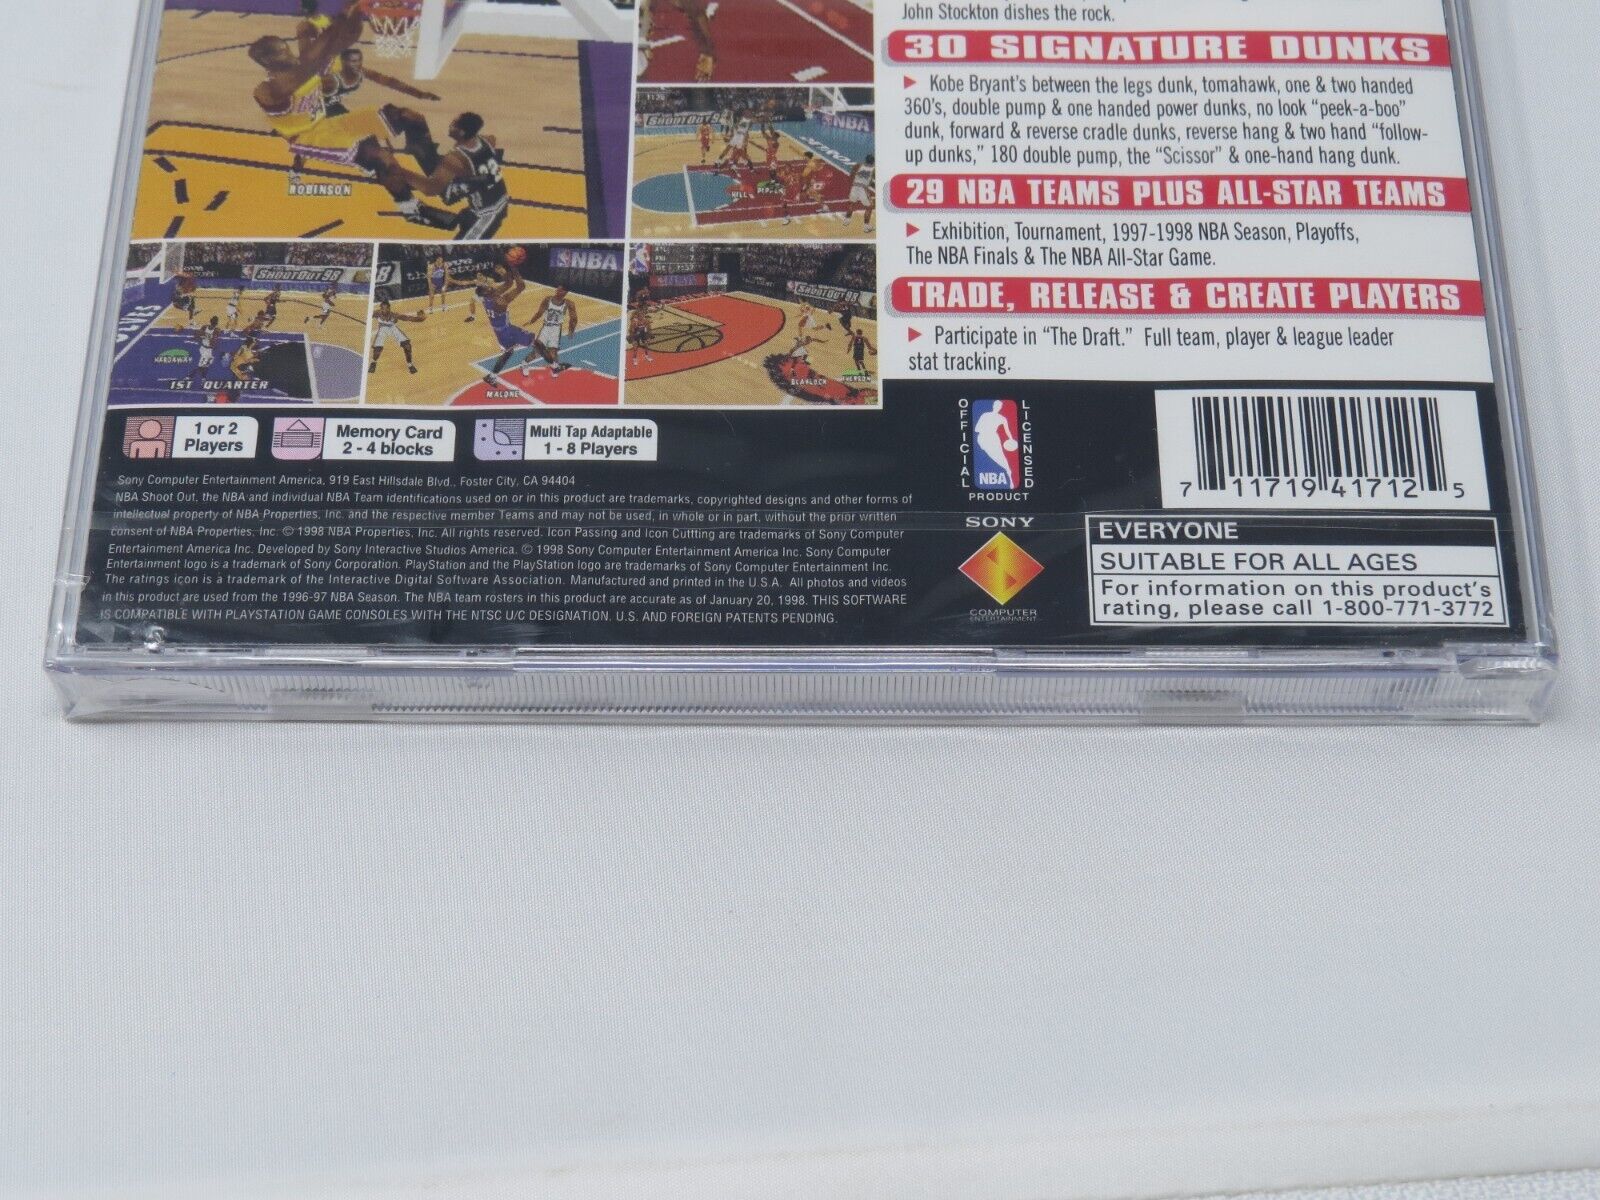 John Stockton dishes the rock.
30 SIGNATURE DUNKS
Kobe Bryant's between the legs dunk, tomahawk, one & two handed
360's, double pump & one handed power dunks, no look "peek-a-boo"
dunk, forward & reverse cradle dunks, reverse hang & two hand "follow-
up dunks," 180 double pump, the "Scissor" & one-hand hang dunk.
29 NBA TEAMS PLUS ALL-STAR TEAMS
Exhibition, Tournament, 1997-1998 NBA Season, Playoffs,
The NBA Finals & The NBA All-Star Game.
TRADE, RELEASE & CREATE PLAYERS
Participate in "The Draft." Full team, player & league leader
stat tracking.
ROBINSON
SHOOTOUT 98
NBA
HILL
SHOOTOUT 98
HARDAWAY
1ST QUARTER
NBA
MALONE
SHOOTOUT 98
BLAYLOCK
1 or 2
Players
Memory Card
2 - 4 blocks
Multi Tap Adaptable
1 - 8 Players
Sony Computer Entertainment America, 919 East Hillsdale Blvd., Foster City, CA 94404
NBA Shoot Out, the NBA and individual NBA Team identifications used on or in this product are trademarks, copyrighted designs and other forms of
intellectual property of NBA Properties, Inc. and the respective member Teams and may not be used, in whole or in part, without the prior written
consent of NBA Properties, Inc. © 1998 NBA Properties, Inc. All rights reserved. Icon Passing and Icon Cuttting are trademarks of Sony Computer
Entertainment America Inc. Developed by Sony Interactive Studios America. © 1998 Sony Computer Entertainment America Inc. Sony Computer
Entertainment logo is a trademark of Sony Corporation. PlayStation and the PlayStation logo are trademarks of Sony Computer Entertainment Inc.
The ratings icon is a trademark of the Interactive Digital Software Association. Manufactured and printed in the U.S.A. All photos and videos
in this product are used from the 1996-97 NBA Season. The NBA team rosters in this product are accurate as of January 20, 1998. THIS SOFTWARE
IS COMPATIBLE WITH PLAYSTATION GAME CONSOLES WITH THE NTSC U/C DESIGNATION. U.S. AND FOREIGN PATENTS PENDING.
OFFICIAL
LICENSED
NBA
PRODUCT
SONY
COMPUTER
ENTERTAINMENT
7 11719 41712 5
EVERYONE
SUITABLE FOR ALL AGES
For information on this product's
rating, please call 1-800-771-3772